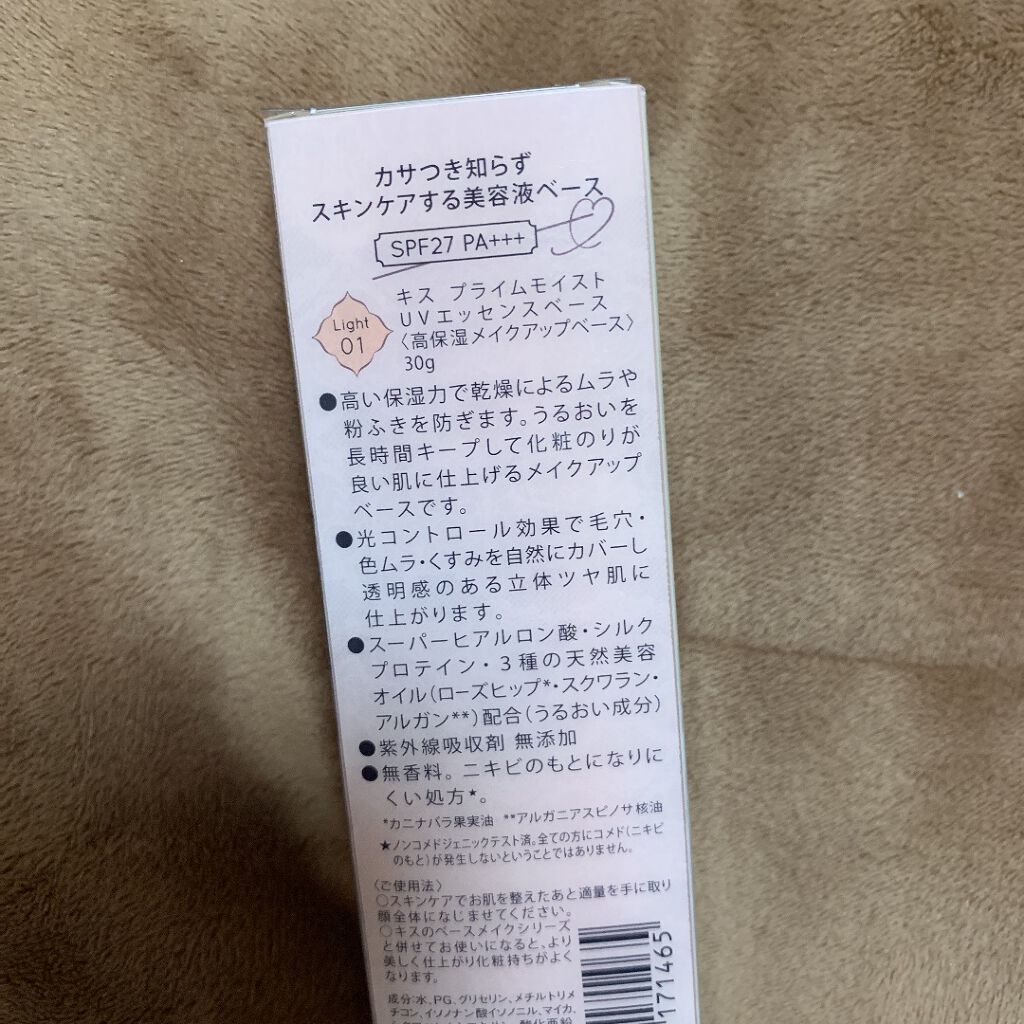 カサつき知らず
スキンケアする美容液ベース
SPF27 PA+++
Light
01
キス プライムモイスト
UVエッセンスベース
〈高保湿メイクアップベース〉
30g
●高い保湿力で乾燥によるムラや
粉ふきを防ぎます。うるおいを
長時間キープして化粧のりが
良い肌に仕上げるメイクアップ
ベースです。
●光コントロール効果で毛穴・
色ムラ・くすみを自然にカバーし
透明感のある立体ツヤ肌に
仕上がります。
●スーパーヒアルロン酸・シルク
プロテイン・3種の天然美容
オイル(ローズヒップ*・スクワラン・
アルガン**)配合(うるおい成分)
●紫外線吸収剤 無添加
●無香料。ニキビのもとになりに
くい処方★。
*カニナバラ果実油 **アルガニアスピノサ核油
★ノンコメドジェニックテスト済。全ての方にコメド(ニキビ
のもと)が発生しないということではありません。
〈ご使用法〉
○スキンケアでお肌を整えたあと適量を手に取り
顔全体になじませてください。
○キスのベースメイクシリーズ
と併せてお使いになると、より
美しく仕上がり化粧持ちがよく
なります。
成分:水、PG、グリセリン、メチルトリメ
チコン、イソノナン酸イソノニル、マイカ、
酸化亜鉛
171465